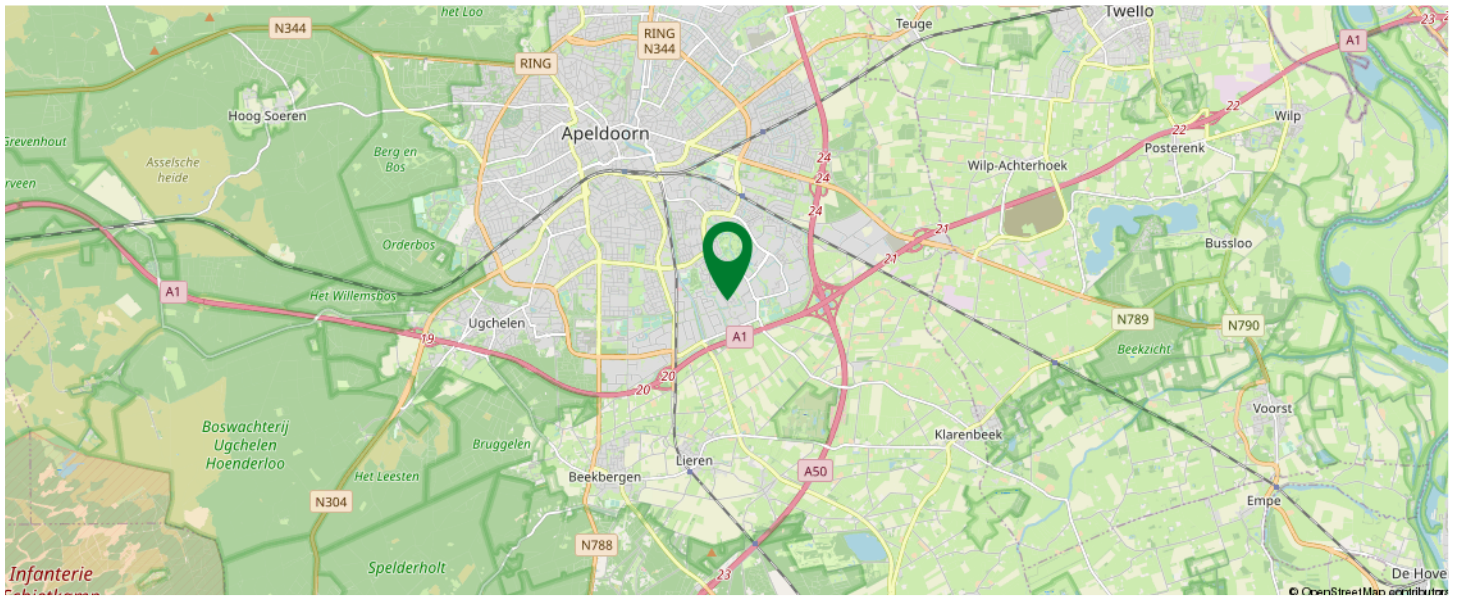 het Loo
Twello
23
Teuge
N344
RING
N344
A1
RING
22
Hoog Soeren
Wilp
Apeldoorn
22
Grevenhout
Posterenk
Berg en
Bos
24
Asselsche
heide
Wilp-Achterhoek
24
24
21
Orderbos
Bussloo
21
A1
Het Willemsbos
Ugchelen
N789
N790
19
A1
Beekzicht
20
20
Voorst
Boswachterij
Ugchelen
Hoenderloo
Klarenbeek
Bruggelen
Lieren
A50
Het Leesten
Beekbergen
N304
Empe
N788
Spelderholt
23
Infanterie
De Hove
© OpenStreetMap contributors